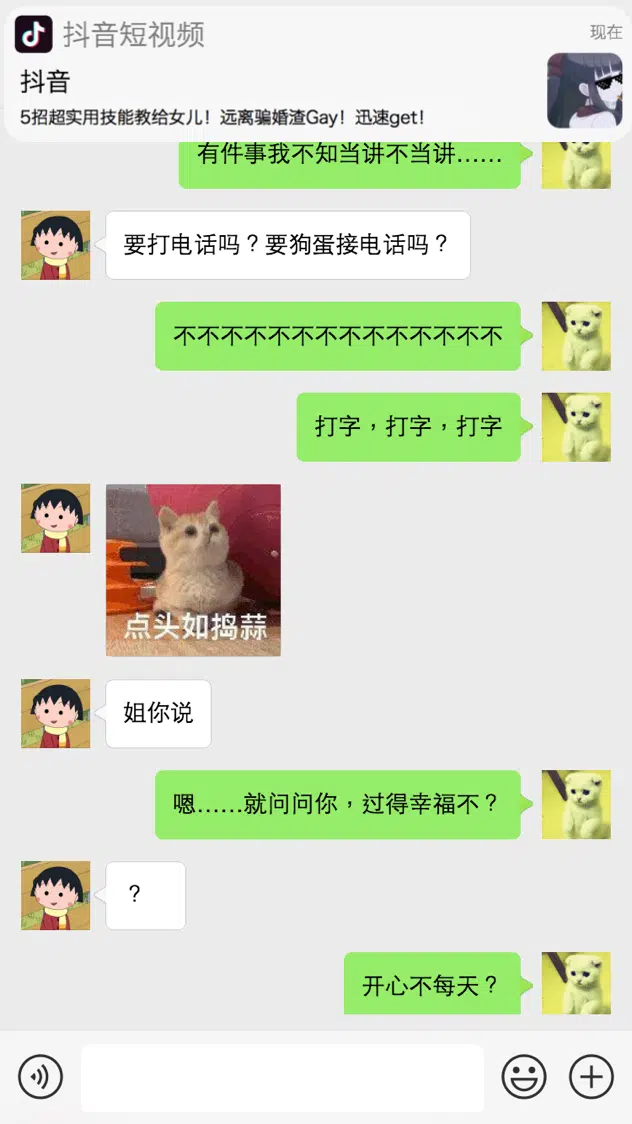 抖音短视频
现在
抖音
5招超实用技能教给女儿！远离骗婚渣Gay！迅速get！
有件事我不知当讲不当讲……
要打电话吗？要狗蛋接电话吗？
不不不不不不不不不不不不不不
打字，打字，打字
点头如捣蒜
姐你说
嗯……就问问你，过得幸福不？
？
开心不每天？